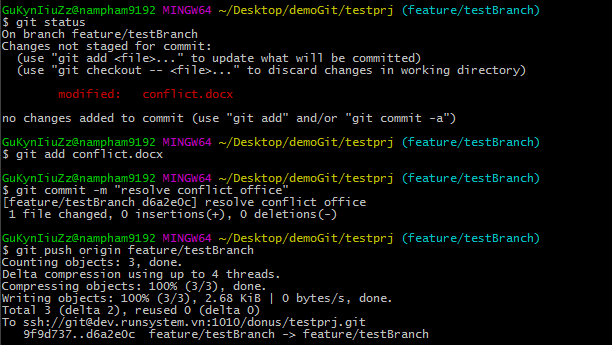 GuKynIiuZz@nampham9192 MINGW64 ~/Desktop/demoGit/testprj (feature/testBranch)
$ git status
On branch feature/testBranch
Changes not staged for commit:
  (use "git add <file>..." to update what will be committed)
  (use "git checkout -- <file>..." to discard changes in working directory)
        modified:   conflict.docx
no changes added to commit (use "git add" and/or "git commit -a")
GuKynIiuZz@nampham9192 MINGW64 ~/Desktop/demoGit/testprj (feature/testBranch)
$ git add conflict.docx
GuKynIiuZz@nampham9192 MINGW64 ~/Desktop/demoGit/testprj (feature/testBranch)
$ git commit -m "resolve conflict office"
[feature/testBranch d6a2e0c] resolve conflict office
 1 file changed, 0 insertions(+), 0 deletions(-)
GuKynIiuZz@nampham9192 MINGW64 ~/Desktop/demoGit/testprj (feature/testBranch)
$ git push origin feature/testBranch
Counting objects: 3, done.
Delta compression using up to 4 threads.
Compressing objects: 100% (3/3), done.
Writing objects: 100% (3/3), 2.68 KiB | 0 bytes/s, done.
Total 3 (delta 2), reused 0 (delta 0)
To ssh://git@dev.runsystem.vn:1010/donus/testprj.git
   9f9d737..d6a2e0c  feature/testBranch -> feature/testBranch